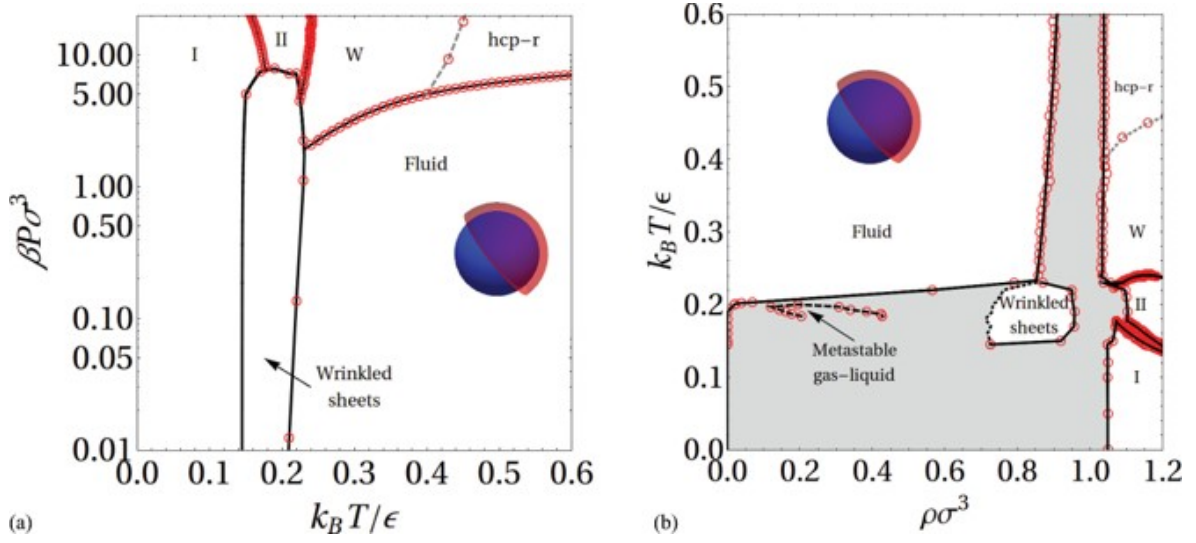 I
II
W
hcp-r
10.00
5.00
1.00
0.50
0.10
0.05
0.01
βPσ³
Fluid
Wrinkled
sheets
0.0 0.1 0.2 0.3 0.4 0.5 0.6
k_B T/ϵ
(a)
0.6
0.5
0.4
0.3
0.2
0.1
0.0
k_B T/ϵ
hcp-r
Fluid
W
Wrinkled
sheets
II
Metastable
gas-liquid
I
0.0 0.2 0.4 0.6 0.8 1.0 1.2
ρσ³
(b)